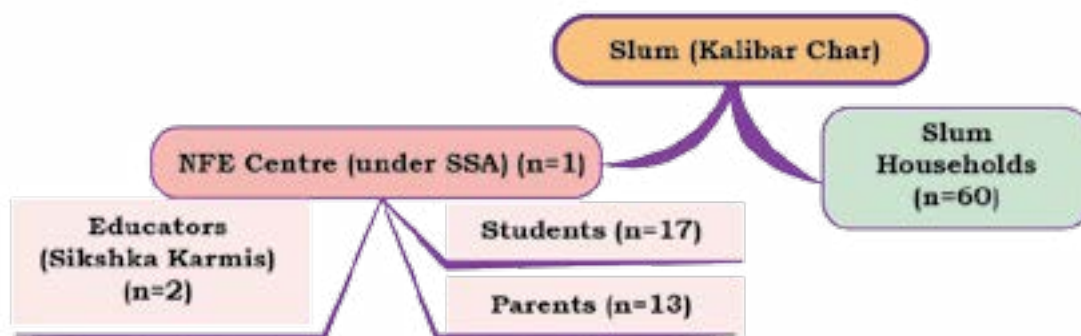 Slum (Kalibar Char)
NFE Centre (under SSA) (n=1)
Slum
Households
(n=60)
Educators
(Sikshka Karmis)
(n=2)
Students (n=17)
Parents (n=13)